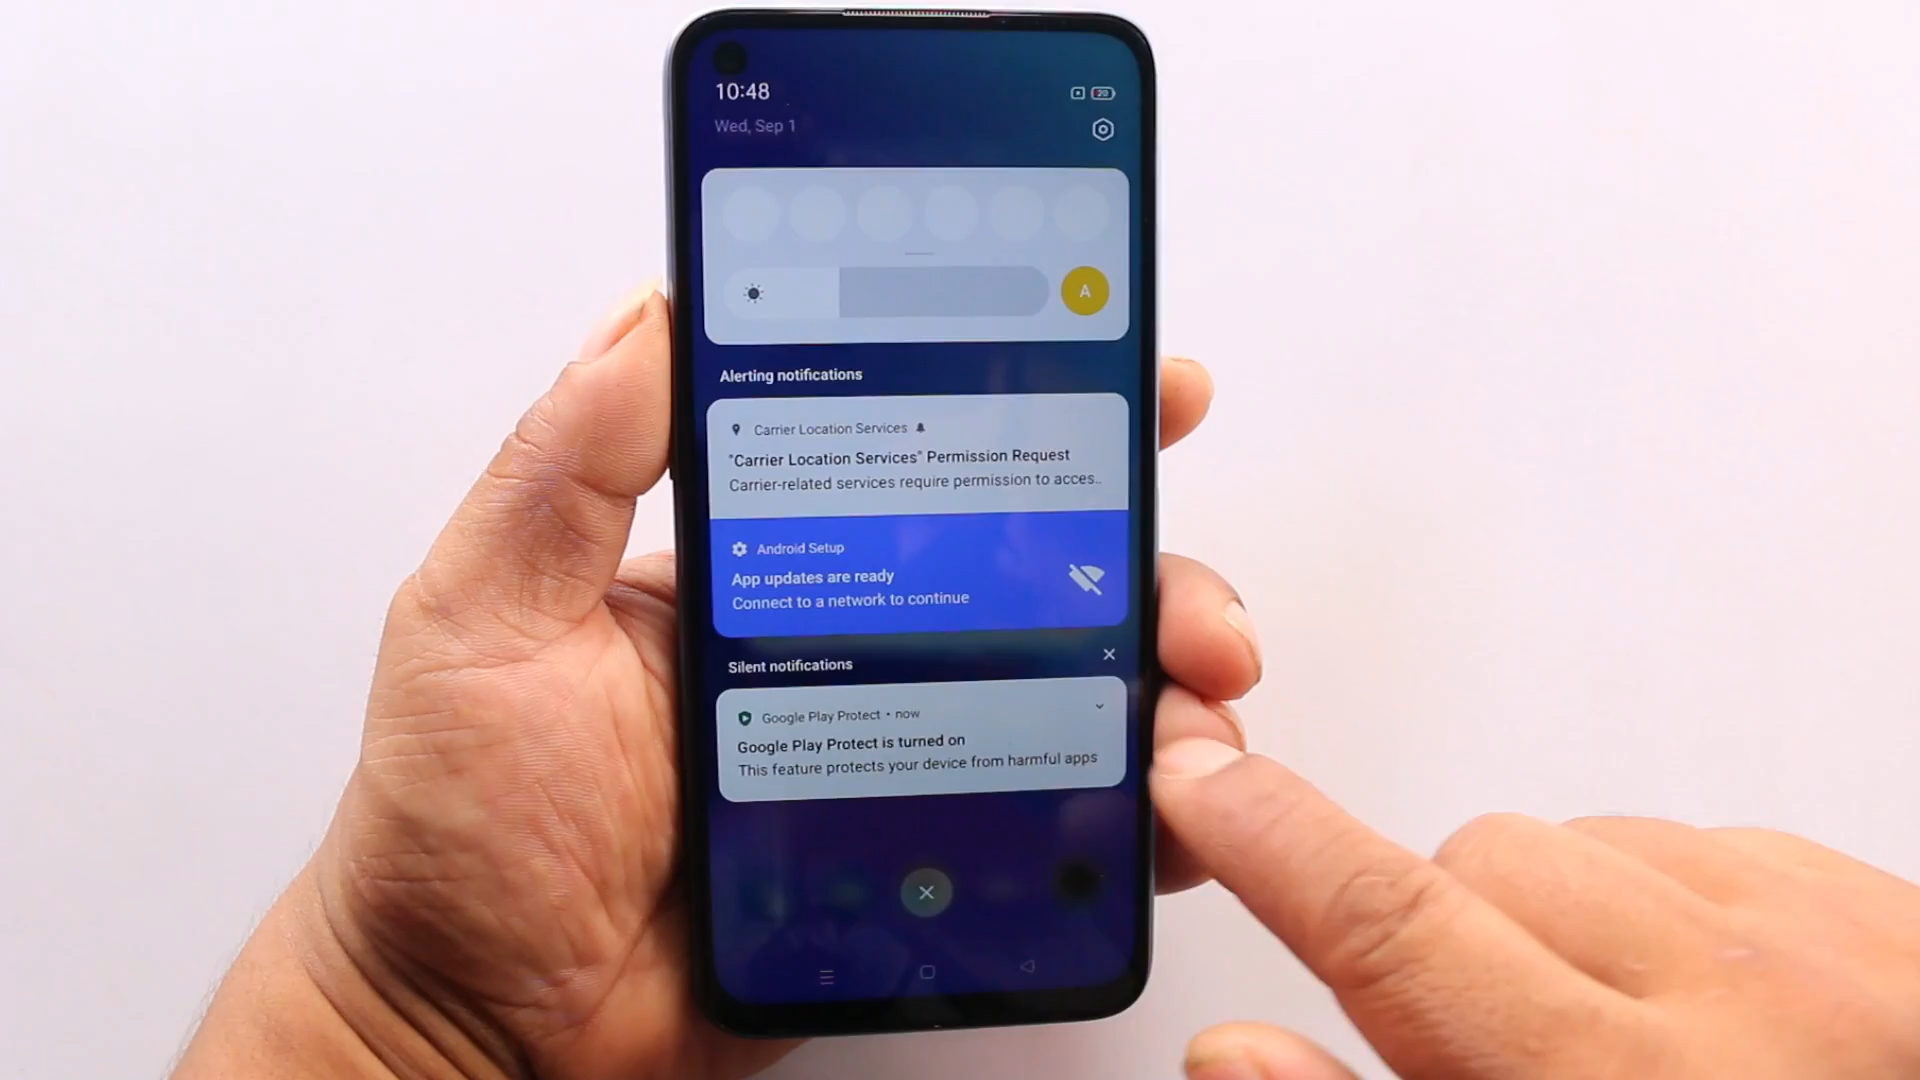 10:48
20
Wed, Sep 1
A
Alerting notifications
Carrier Location Services
"Carrier Location Services" Permission Request
Carrier-related services require permission to acces..
Android Setup
App updates are ready
Connect to a network to continue
Silent notifications
Google Play Protect • now
Google Play Protect is turned on
This feature protects your device from harmful apps